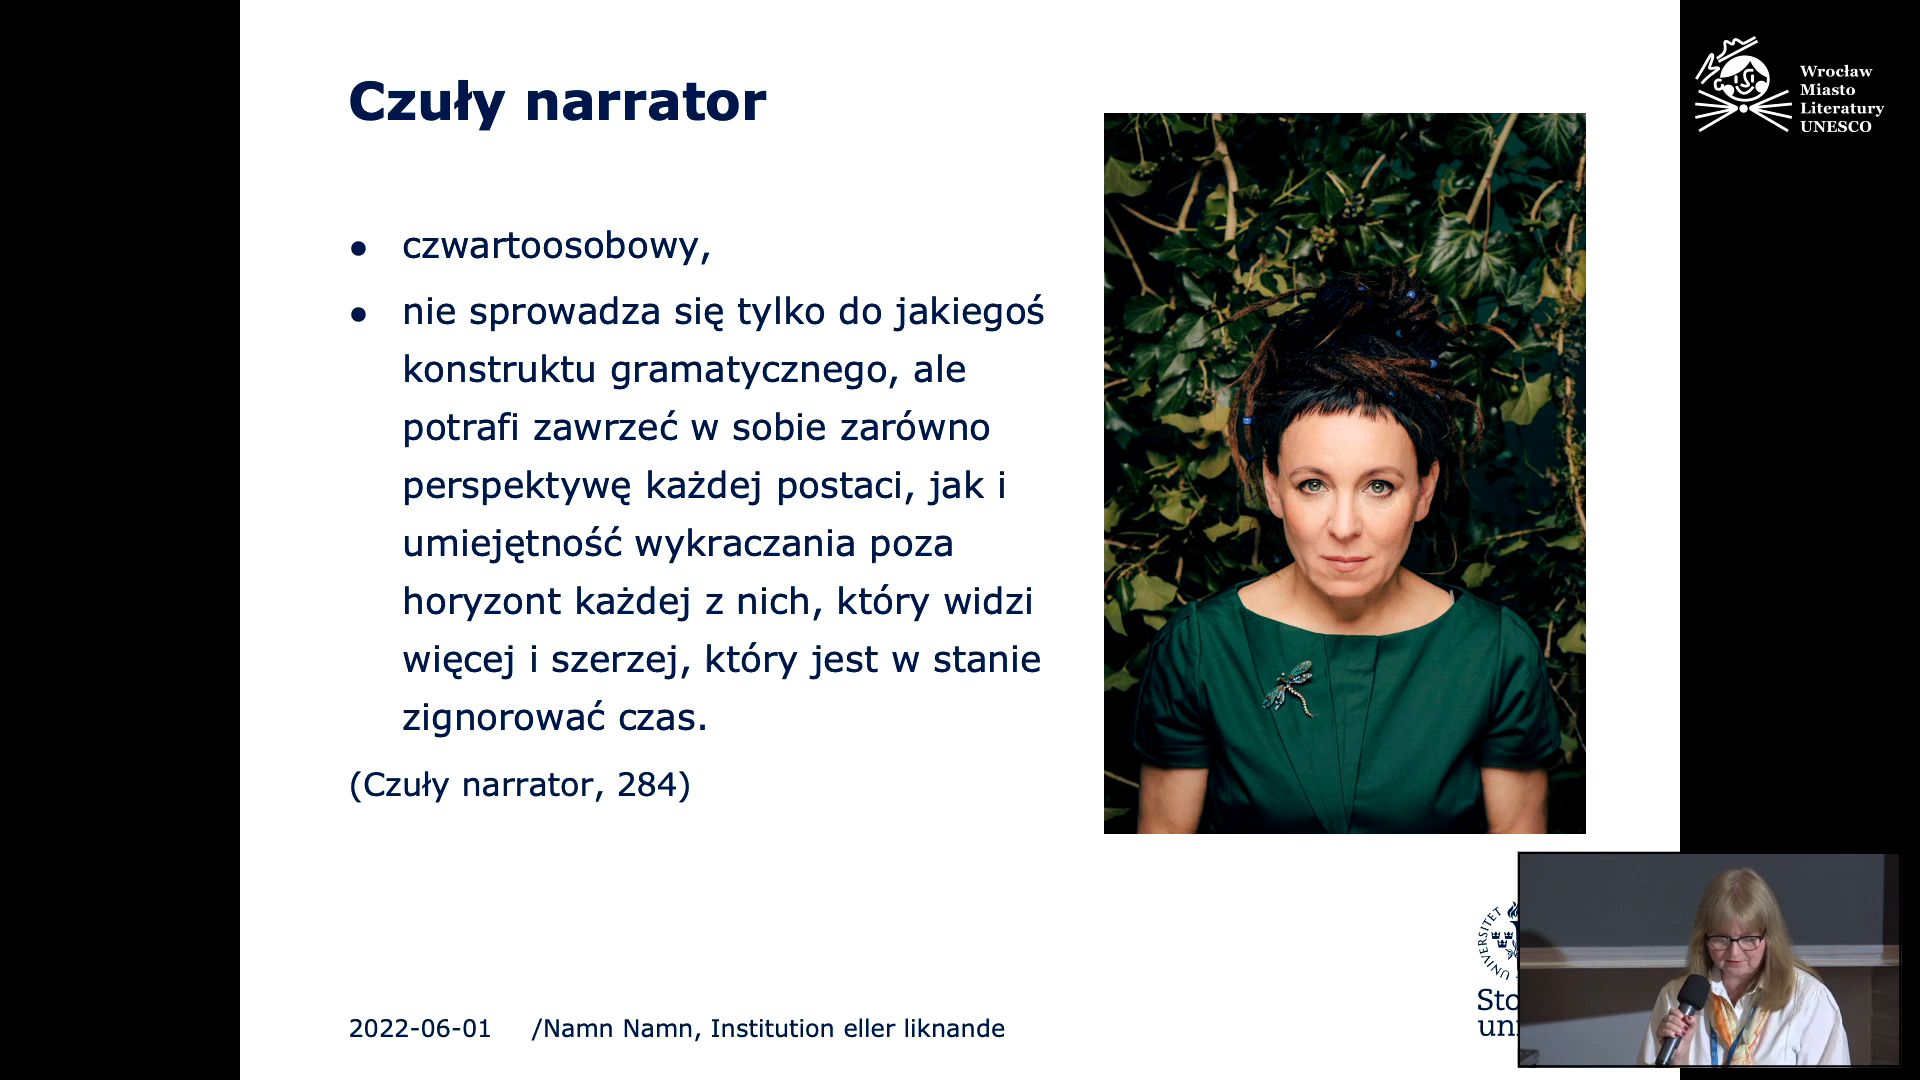 Czuły narrator
• czwartoosobowy,
• nie sprowadza się tylko do jakiegoś
konstruktu gramatycznego, ale
potrafi zawrzeć w sobie zarówno
perspektywę każdej postaci, jak i
umiejętność wykraczania poza
horyzont każdej z nich, który widzi
więcej i szerzej, który jest w stanie
zignorować czas.
(Czuły narrator, 284)
2022-06-01 /Namn Namn, Institution eller liknande
Wrocław
Miasto
Literatury
UNESCO